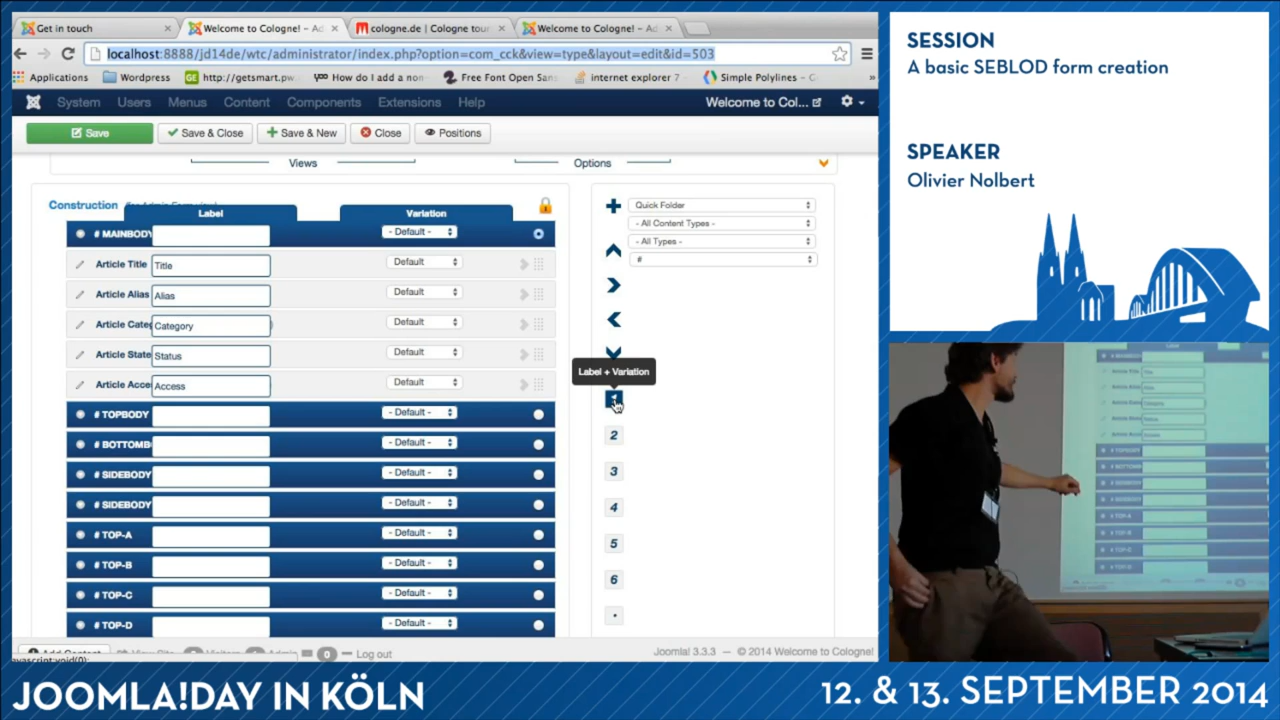 Get in touch
Welcome to Cologne! – Ad
cologne.de | Cologne tour
Welcome to Cologne! – Ad
localhost:8888/jd14de/wtc/administrator/index.php?option=com_cck&view=type&layout=edit&id=503
Applications
Wordpress
http://getsmart.pw
How do I add a non-
Free Font Open San
internet explorer 7 -
Simple Polylines –
System Users Menus Content Components Extensions Help
Welcome to Col...
Save
Save & Close
Save & New
Close
Positions
Views
Options
Construction
Label
Variation
# MAINBODY
- Default -
Article Title
Title
Default
Article Alias
Alias
Default
Article Categ
Category
Default
Article State
Status
Default
Article Acces
Access
Default
# TOPBODY
- Default -
# BOTTOMB
- Default -
# SIDEBODY
- Default -
# SIDEBODY
- Default -
# TOP-A
- Default -
# TOP-B
- Default -
# TOP-C
- Default -
# TOP-D
- Default -
Quick Folder
- All Content Types -
- All Types -
#
Label + Variation
1
2
3
4
5
6
0
Log out
Joomla! 3.3.3 — © 2014 Welcome to Cologne!
SESSION
A basic SEBLOD form creation
SPEAKER
Olivier Nolbert
JOOMLA!DAY IN KÖLN
12. & 13. SEPTEMBER 2014